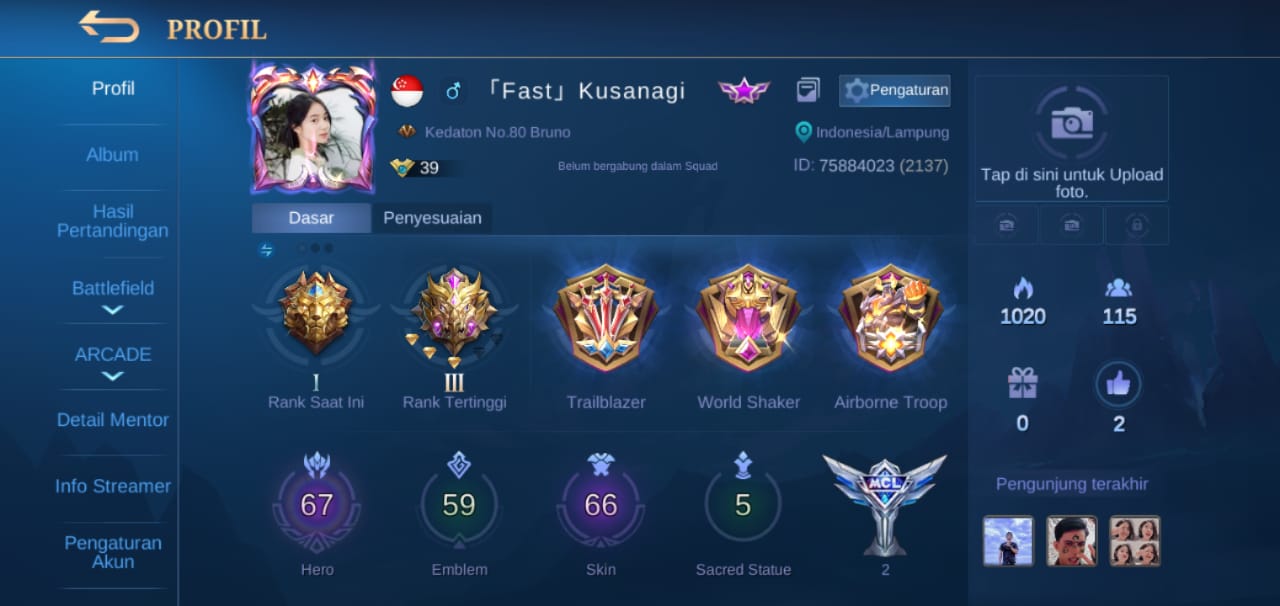 PROFIL
Profil
Album
Hasil
Pertandingan
Battlefield
ARCADE
Detail Mentor
Info Streamer
Pengaturan
Akun
「Fast」 Kusanagi
Pengaturan
Kedaton No.80 Bruno
Indonesia/Lampung
39
Belum bergabung dalam Squad
ID: 75884023 (2137)
Dasar
Penyesuaian
I
III
Rank Saat Ini
Rank Tertinggi
Trailblazer
World Shaker
Airborne Troop
67
59
66
5
MCL
Hero
Emblem
Skin
Sacred Statue
2
Tap di sini untuk Upload
foto.
1020
115
0
2
Pengunjung terakhir